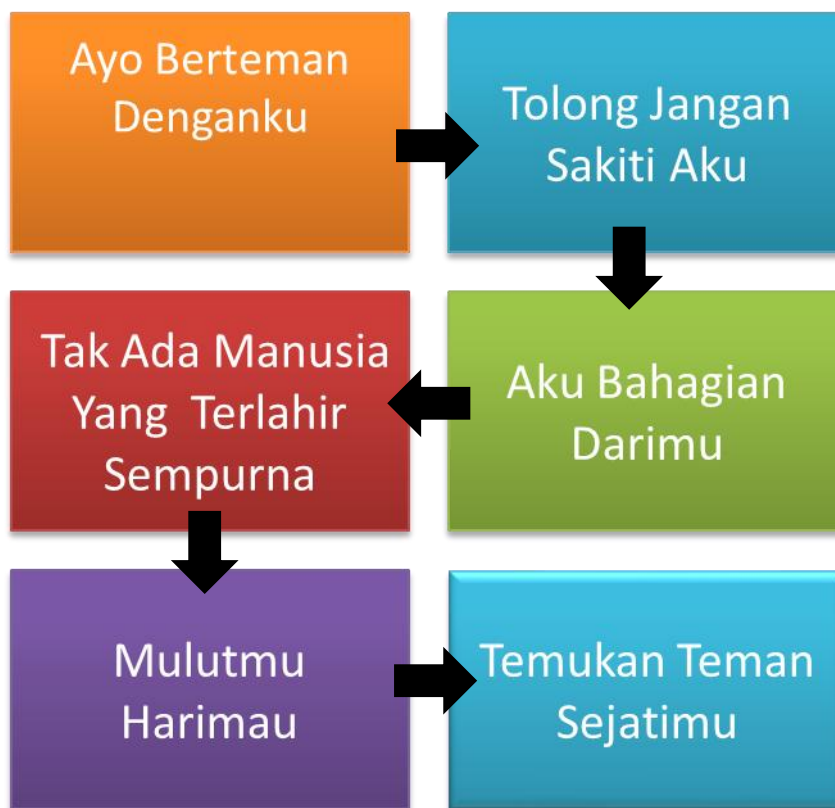 Ayo Berteman
Denganku
Tolong Jangan
Sakiti Aku
Aku Bahagian
Darimu
Tak Ada Manusia
Yang Terlahir
Sempurna
Mulutmu
Harimau
Temukan Teman
Sejatimu